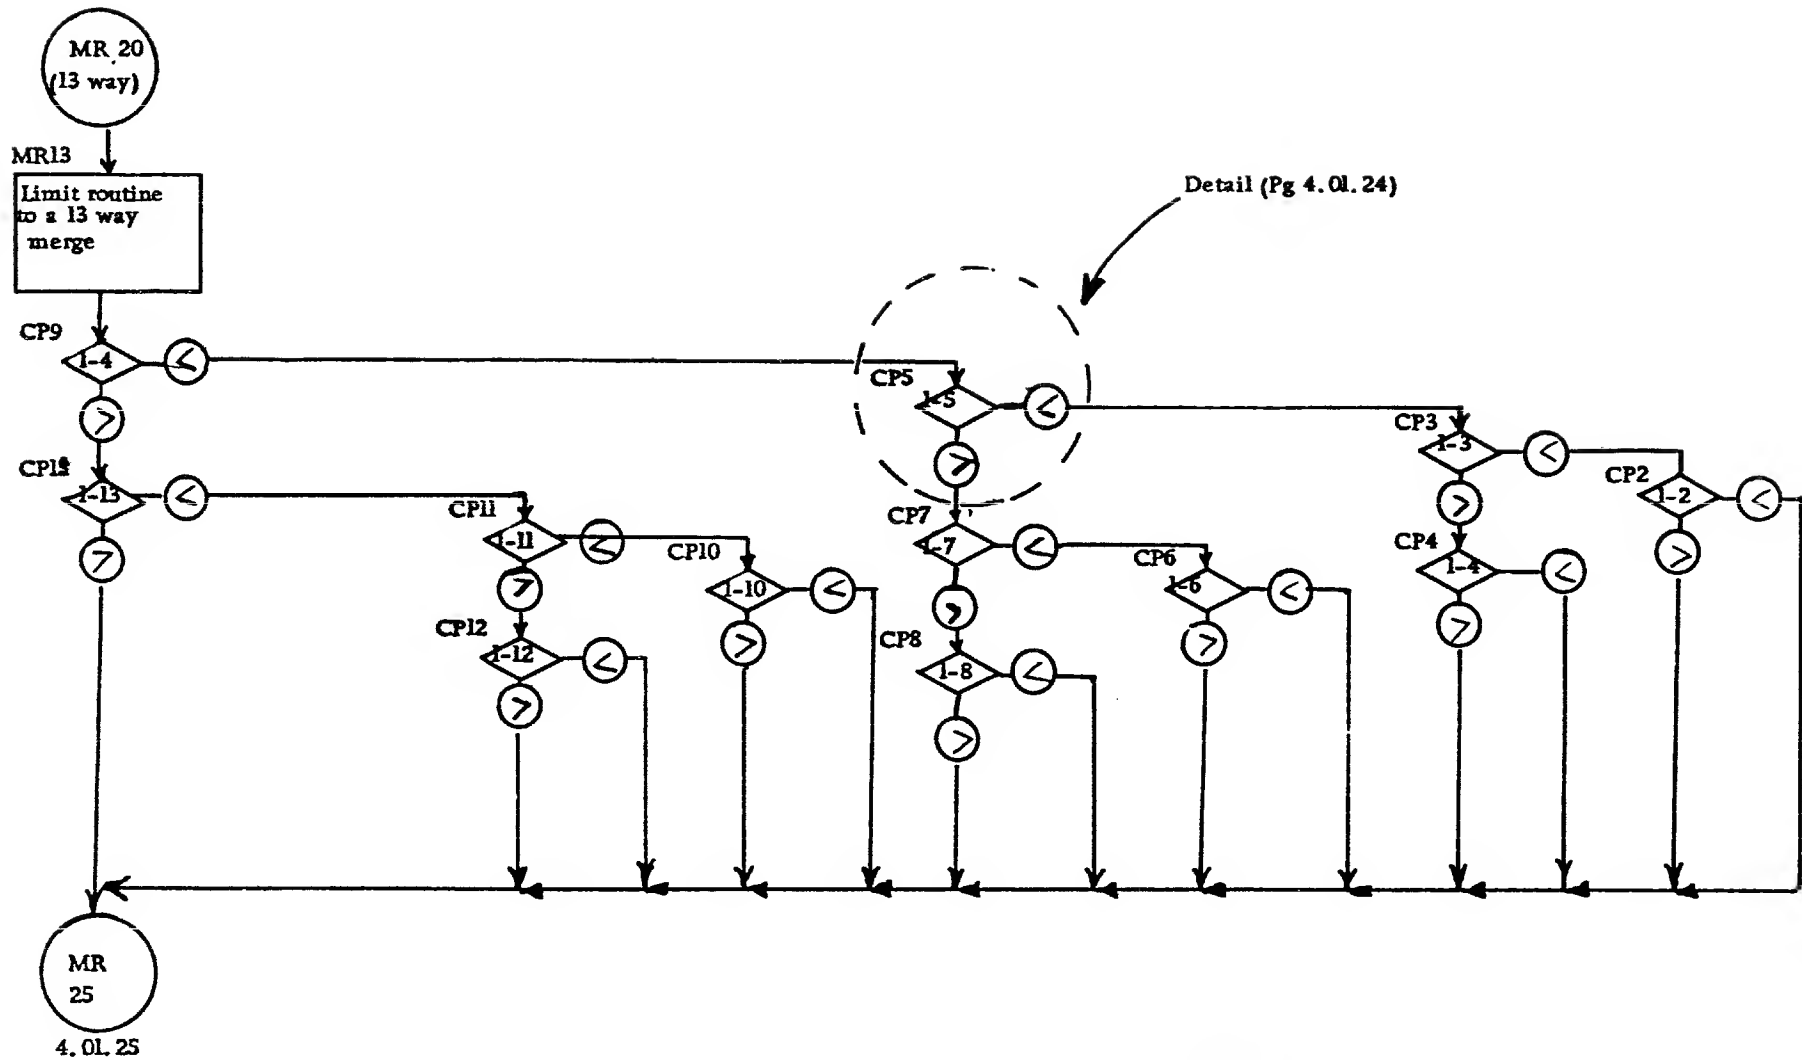 MR 20
(13 way)
MR13
Limit routine
to a 13 way
merge
Detail (Pg 4.01.24)
CP9
1-4
<
>
CP5
1-5
<
>
CP3
1-3
<
>
CP2
1-2
<
>
1-13
<
>
CP11
1-11
<
>
CP10
1-10
<
>
CP7
1-7
<
>
CP6
1-6
<
>
CP4
1-4
<
>
CP12
1-12
<
>
CP8
1-8
<
>
MR
25
4.01.25